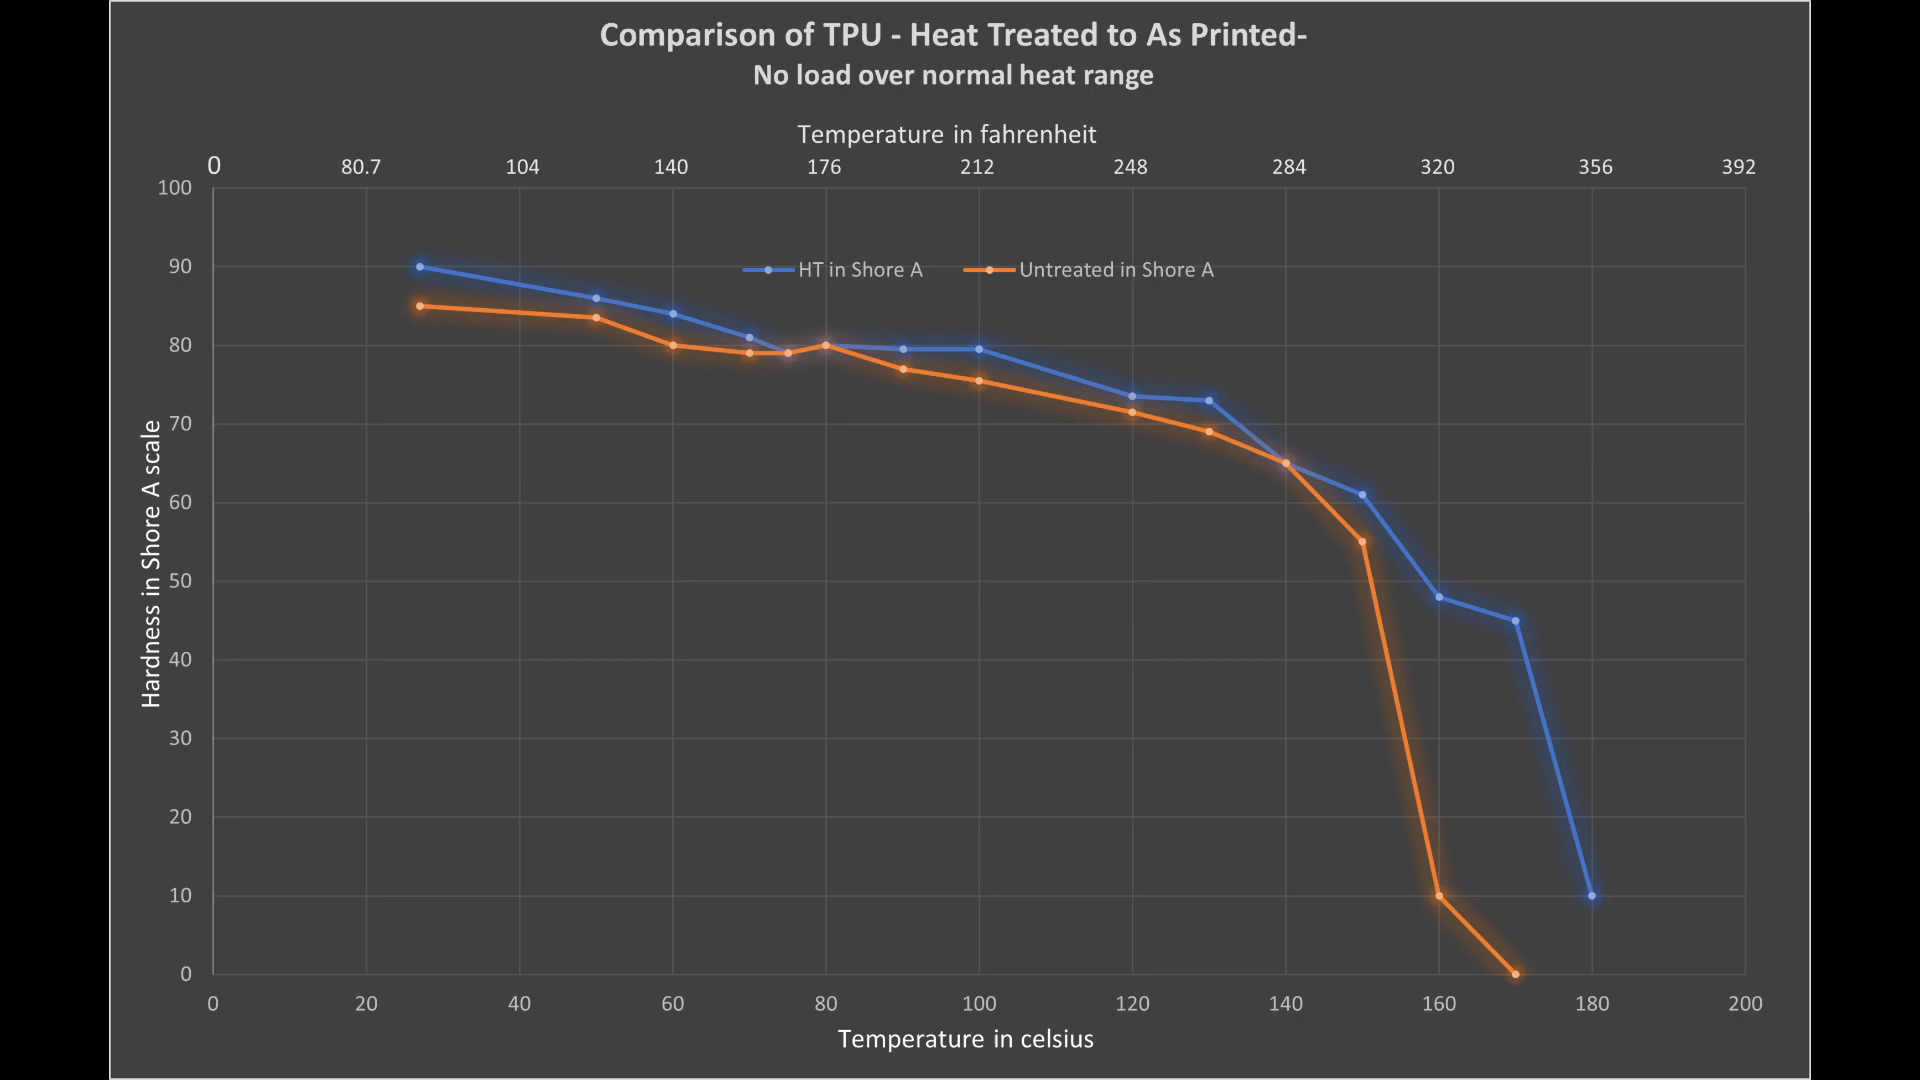 Comparison of TPU - Heat Treated to As Printed-
No load over normal heat range
Temperature in fahrenheit
0 80.7 104 140 176 212 248 284 320 356 392
100
90
HT in Shore A Untreated in Shore A
80
70
60
50
40
30
20
10
0
Hardness in Shore A scale
0 20 40 60 80 100 120 140 160 180 200
Temperature in celsius